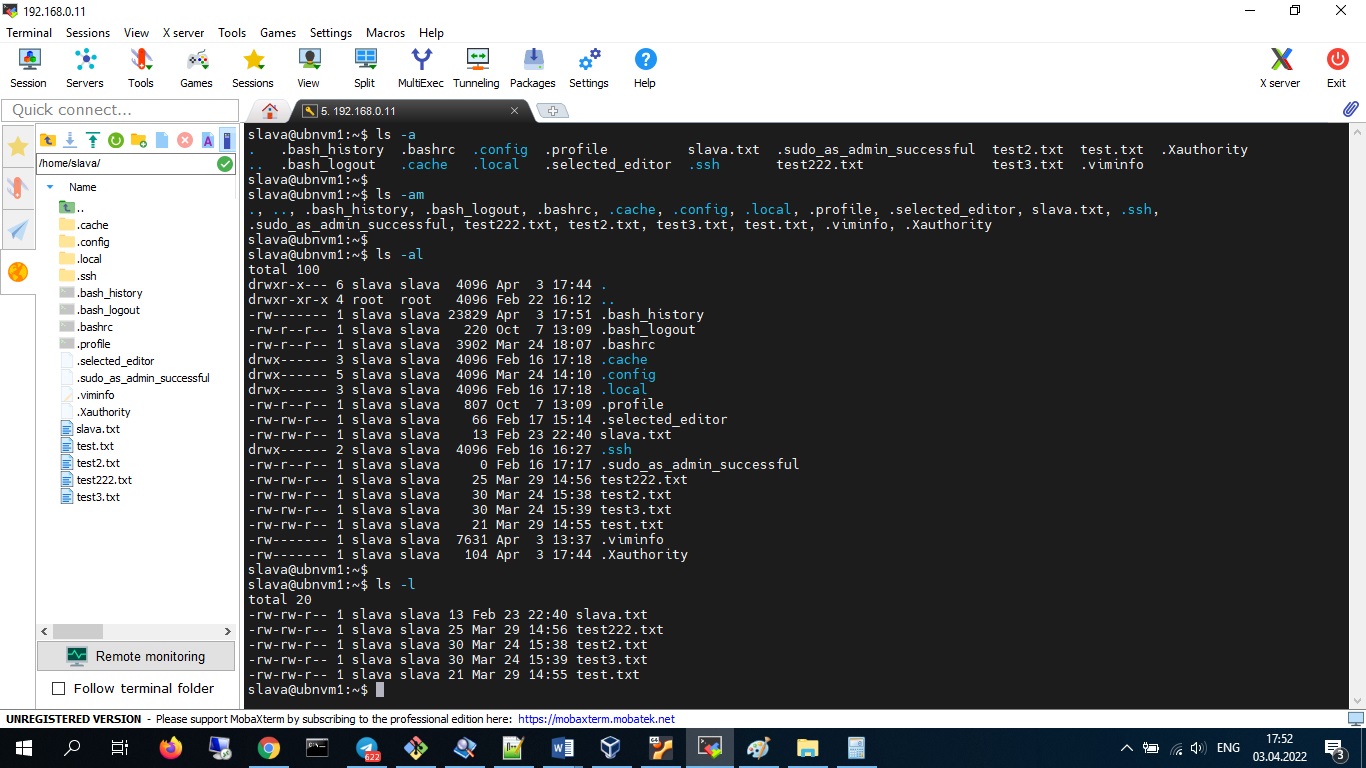 192.168.0.11
Terminal Sessions View X server Tools Games Settings Macros Help
Session Servers Tools Games Sessions View Split MultiExec Tunneling Packages Settings Help X server Exit
Quick connect...
5. 192.168.0.11
/home/slava/
Name
..
.cache
.config
.local
.ssh
.bash_history
.bash_logout
.bashrc
.profile
.selected_editor
.sudo_as_admin_successful
.viminfo
.Xauthority
slava.txt
test.txt
test2.txt
test222.txt
test3.txt
Remote monitoring
Follow terminal folder
slava@ubnvm1:~$ ls -a
.   .bash_history  .bashrc  .config  .profile          slava.txt  .sudo_as_admin_successful  test2.txt  test.txt  .Xauthority
..  .bash_logout   .cache   .local   .selected_editor  .ssh       test222.txt                test3.txt  .viminfo
slava@ubnvm1:~$
slava@ubnvm1:~$ ls -am
., .., .bash_history, .bash_logout, .bashrc, .cache, .config, .local, .profile, .selected_editor, slava.txt, .ssh,
.sudo_as_admin_successful, test222.txt, test2.txt, test3.txt, test.txt, .viminfo, .Xauthority
slava@ubnvm1:~$
slava@ubnvm1:~$ ls -al
total 100
drwxr-x--- 6 slava slava  4096 Apr  3 17:44 .
drwxr-xr-x 4 root  root   4096 Feb 22 16:12 ..
-rw------- 1 slava slava 23829 Apr  3 17:51 .bash_history
-rw-r--r-- 1 slava slava   220 Oct  7 13:09 .bash_logout
-rw-r--r-- 1 slava slava  3902 Mar 24 18:07 .bashrc
drwx------ 3 slava slava  4096 Feb 16 17:18 .cache
drwx------ 5 slava slava  4096 Mar 24 14:10 .config
drwx------ 3 slava slava  4096 Feb 16 17:18 .local
-rw-r--r-- 1 slava slava   807 Oct  7 13:09 .profile
-rw-rw-r-- 1 slava slava    66 Feb 17 15:14 .selected_editor
-rw-rw-r-- 1 slava slava    13 Feb 23 22:40 slava.txt
drwx------ 2 slava slava  4096 Feb 16 16:27 .ssh
-rw-r--r-- 1 slava slava     0 Feb 16 17:17 .sudo_as_admin_successful
-rw-rw-r-- 1 slava slava    25 Mar 29 14:56 test222.txt
-rw-rw-r-- 1 slava slava    30 Mar 24 15:38 test2.txt
-rw-rw-r-- 1 slava slava    30 Mar 24 15:39 test3.txt
-rw-rw-r-- 1 slava slava    21 Mar 29 14:55 test.txt
-rw------- 1 slava slava  7631 Apr  3 13:37 .viminfo
-rw------- 1 slava slava   104 Apr  3 17:44 .Xauthority
slava@ubnvm1:~$
slava@ubnvm1:~$ ls -l
total 20
-rw-rw-r-- 1 slava slava 13 Feb 23 22:40 slava.txt
-rw-rw-r-- 1 slava slava 25 Mar 29 14:56 test222.txt
-rw-rw-r-- 1 slava slava 30 Mar 24 15:38 test2.txt
-rw-rw-r-- 1 slava slava 30 Mar 24 15:39 test3.txt
-rw-rw-r-- 1 slava slava 21 Mar 29 14:55 test.txt
slava@ubnvm1:~$
UNREGISTERED VERSION - Please support MobaXterm by subscribing to the professional edition here: https://mobaxterm.mobatek.net
622
64
ENG
17:52
03.04.2022
3